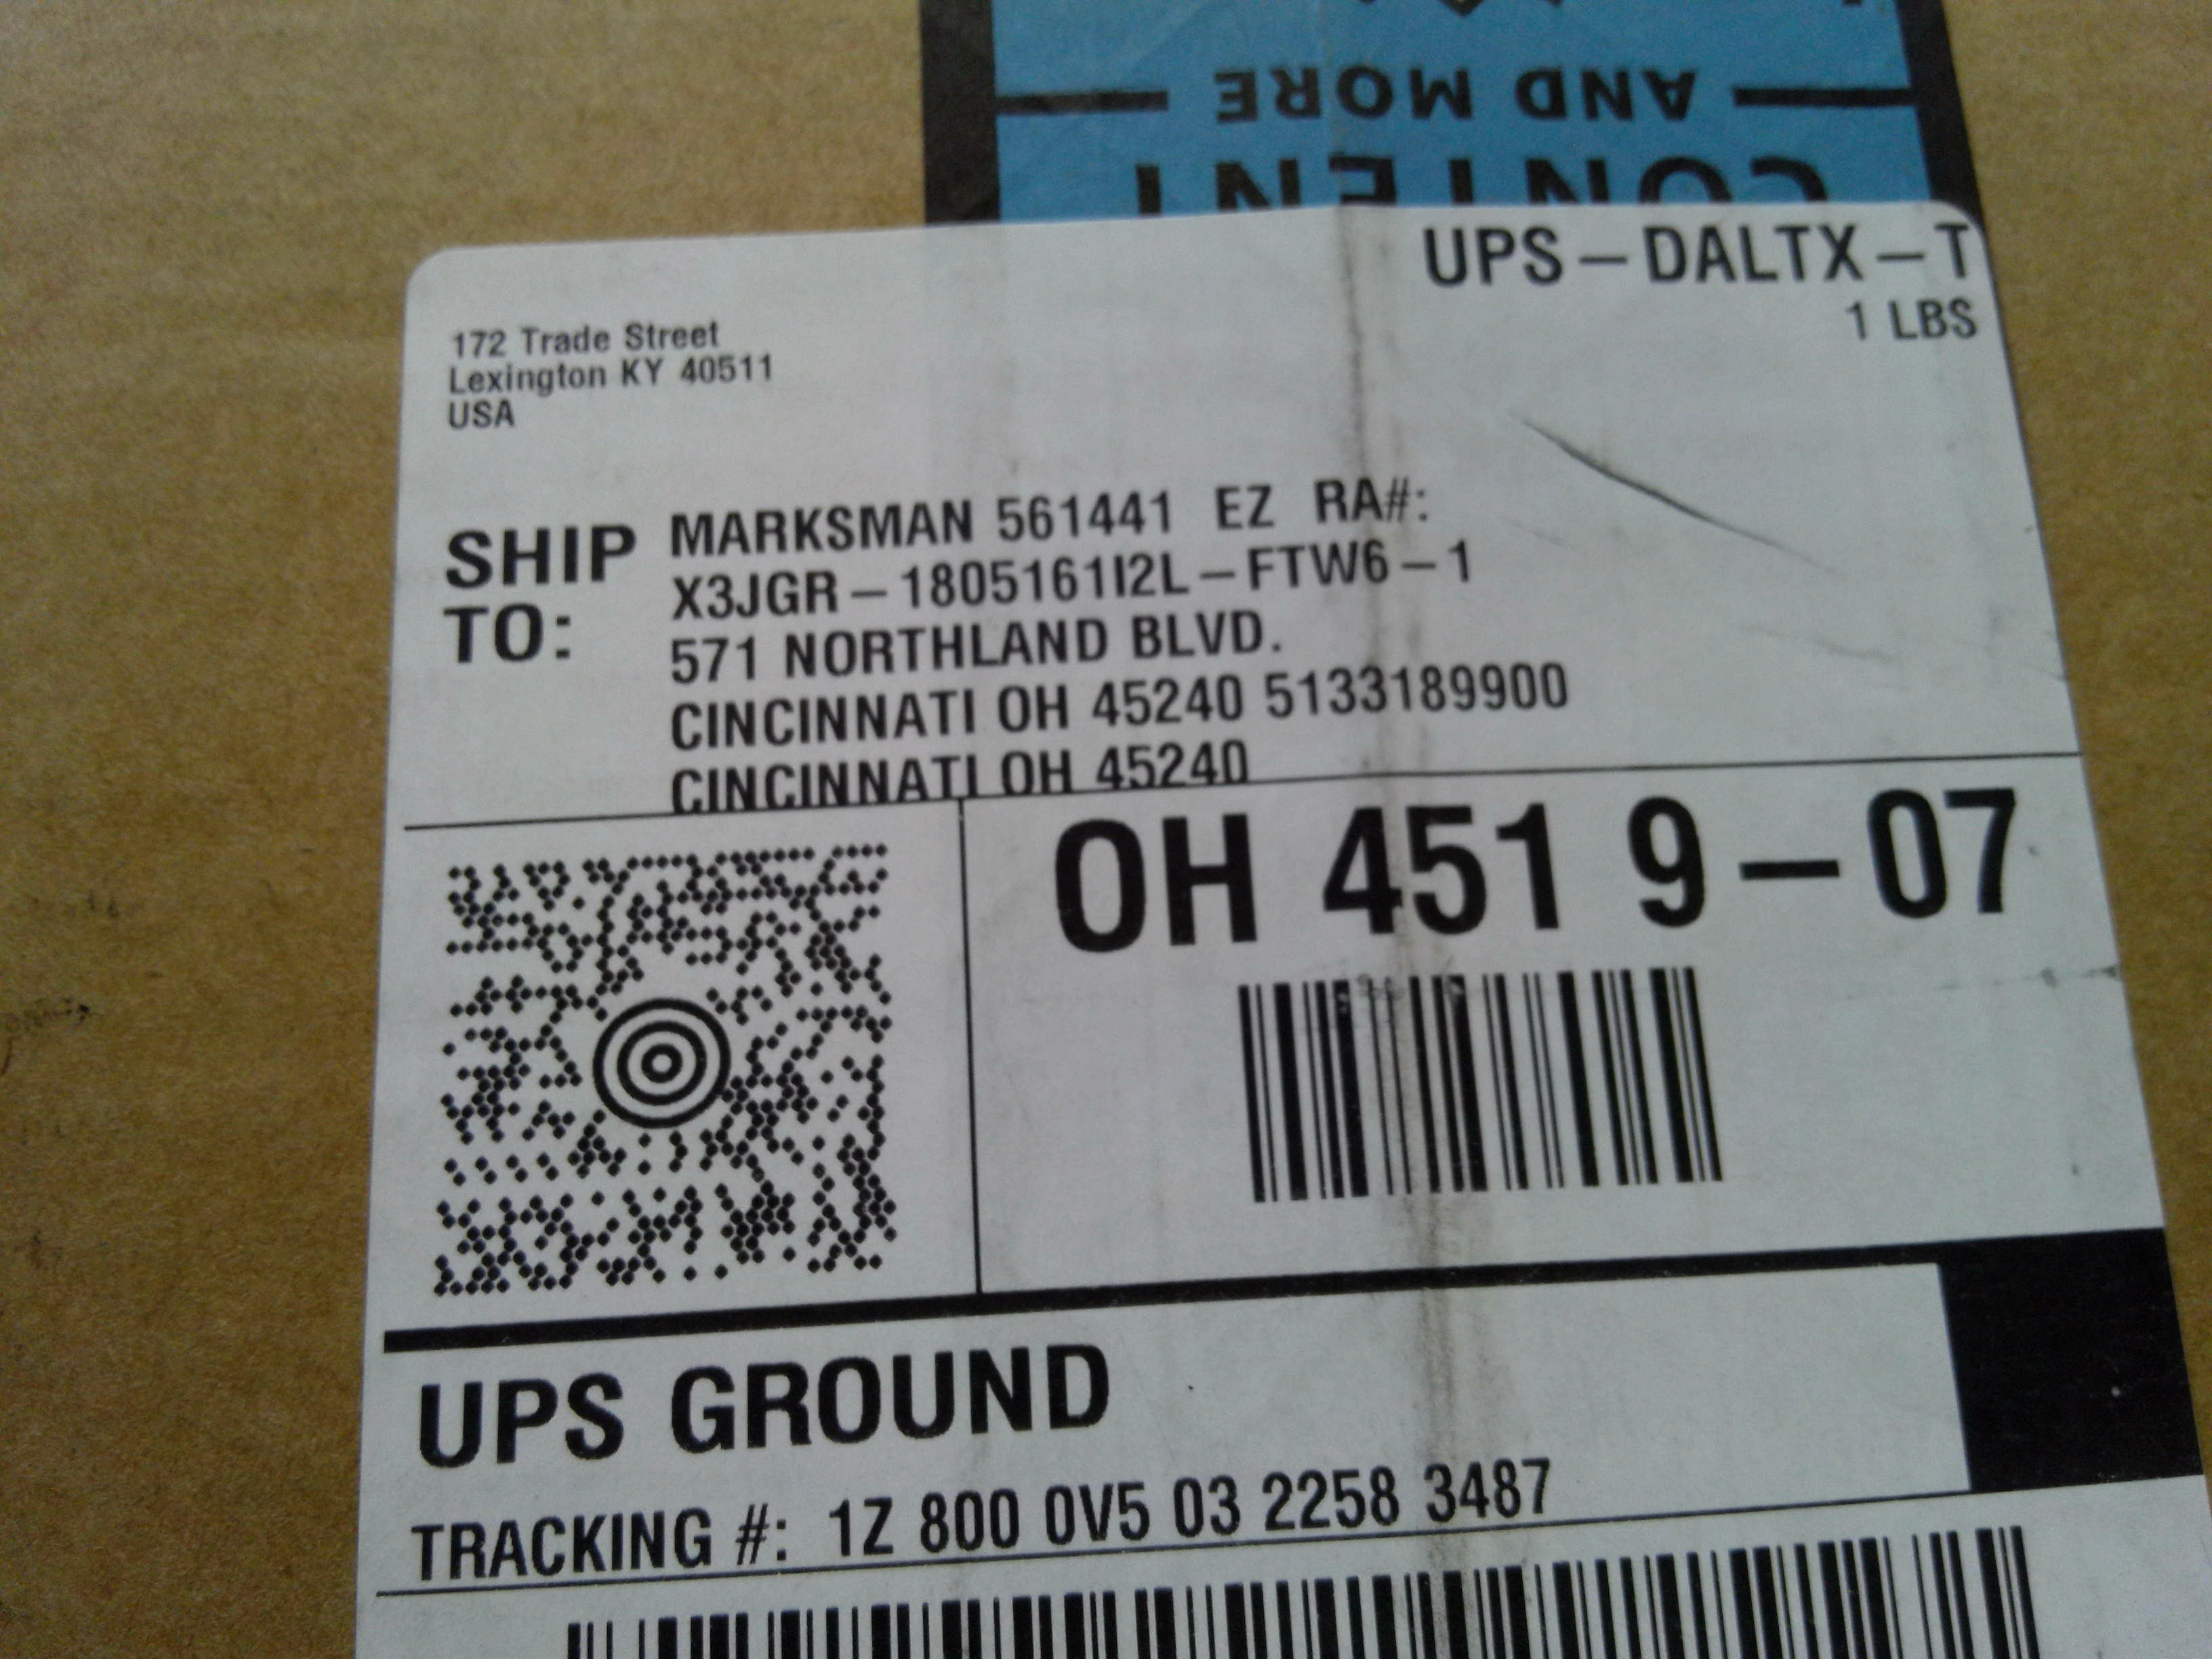 AND MORE
CONTENT
UPS – DALTX – T
1 LBS
172 Trade Street
Lexington KY 40511
USA
SHIP TO:
MARKSMAN 561441 EZ RA#:
X3JGR – 1805161I2L – FTW6 – 1
571 NORTHLAND BLVD.
CINCINNATI OH 45240 5133189900
CINCINNATI OH 45240
OH 451 9 – 07
UPS GROUND
TRACKING #: 1Z 800 0V5 03 2258 3487